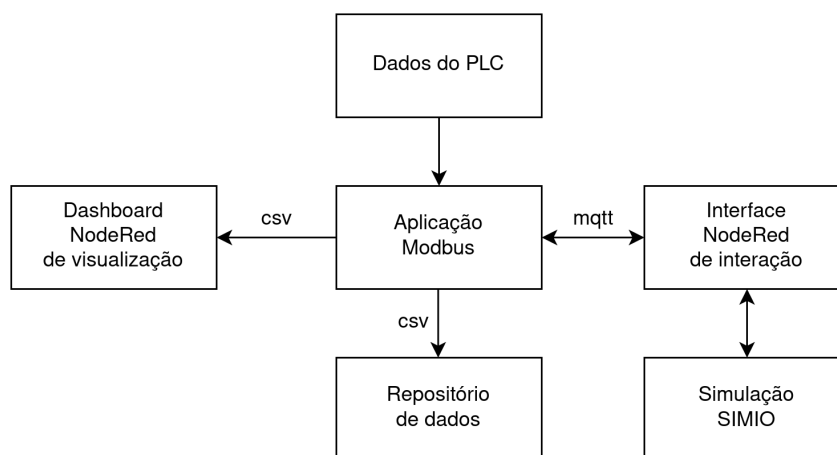 Dados do PLC
Dashboard
NodeRed
de visualização
csv
Aplicação
Modbus
mqtt
Interface
NodeRed
de interação
csv
Repositório
de dados
Simulação
SIMIO